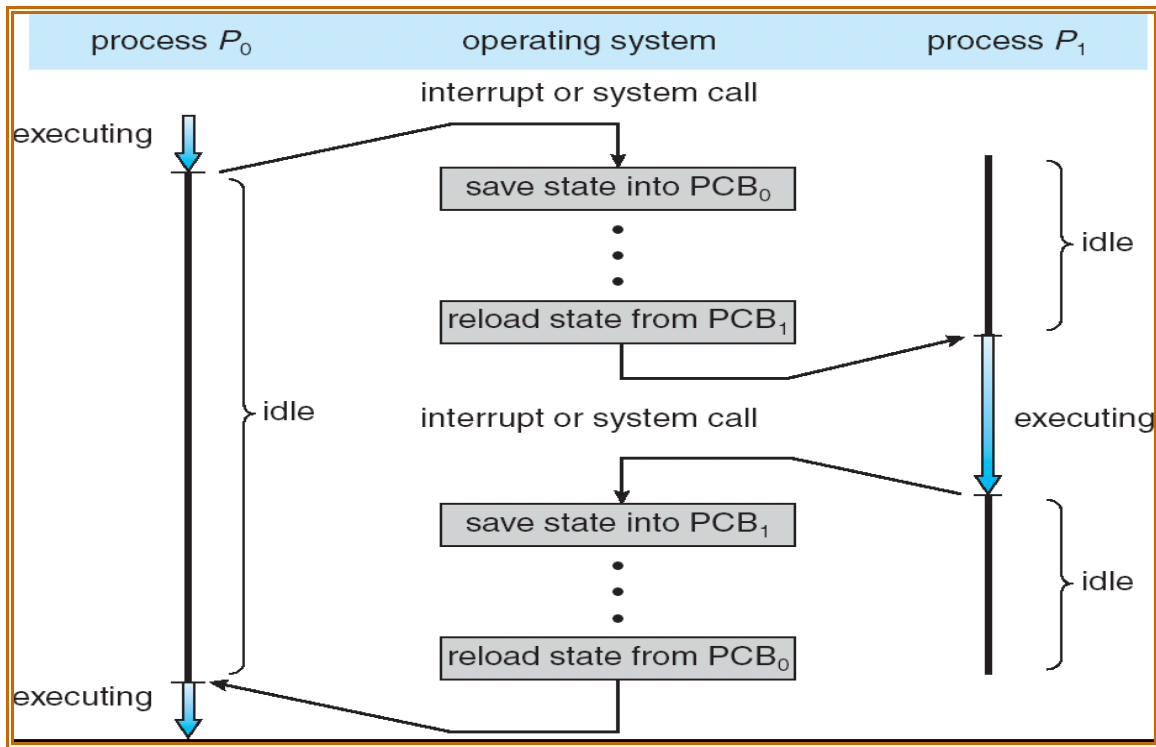 process P₀ operating system process P₁
interrupt or system call
executing
save state into PCB₀
idle
reload state from PCB₁
idle
interrupt or system call
executing
save state into PCB₁
idle
reload state from PCB₀
executing